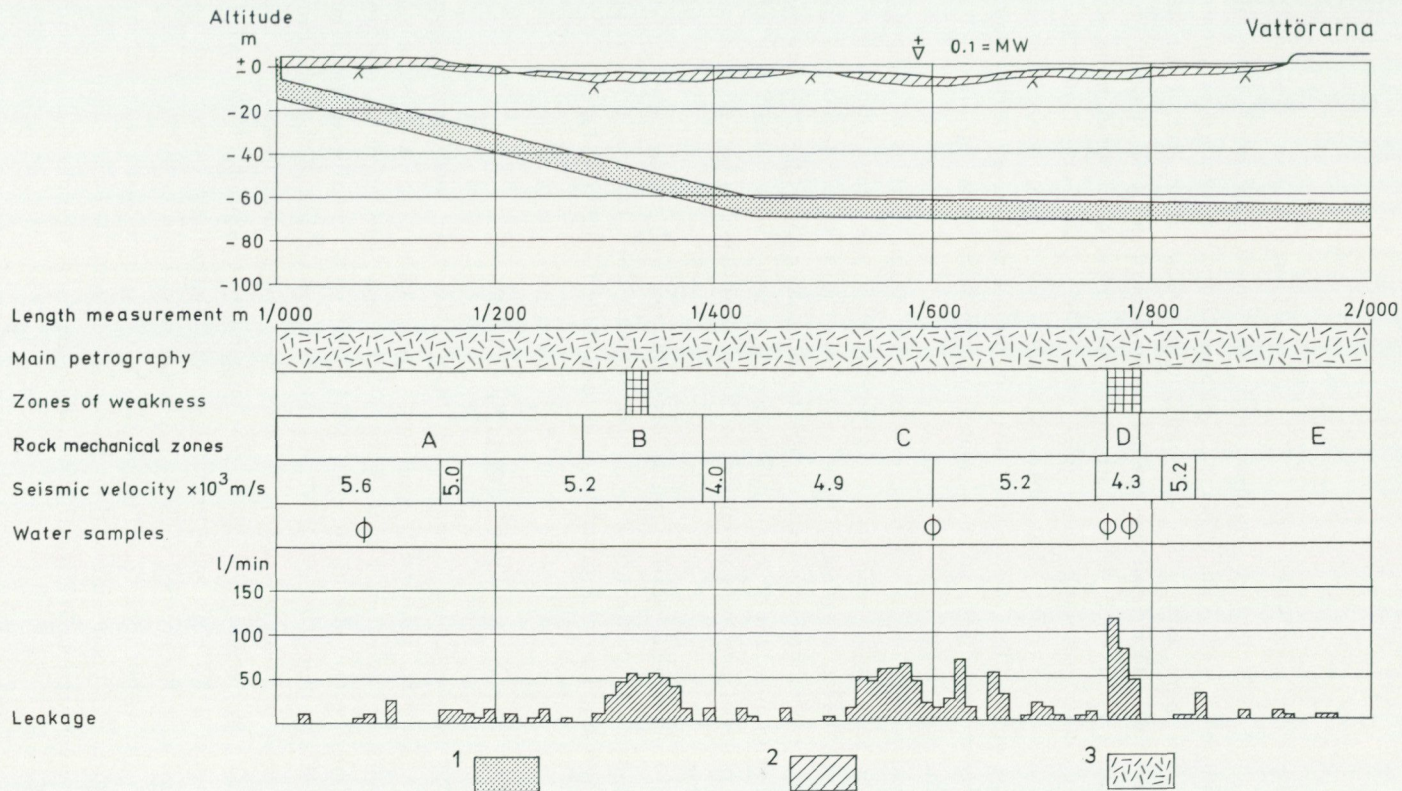 Altitude
m
Vattörarna
± 0
± 0.1 = MW
-20
-40
-60
-80
-100
Length measurement m 1/000 1/200 1/400 1/600 1/800 2/000
Main petrography
Zones of weakness
Rock mechanical zones A B C D E
Seismic velocity ×10³m/s 5.6 5.0 5.2 4.0 4.9 5.2 4.3 5.2
Water samples
l/min
150
100
50
Leakage
1 2 3